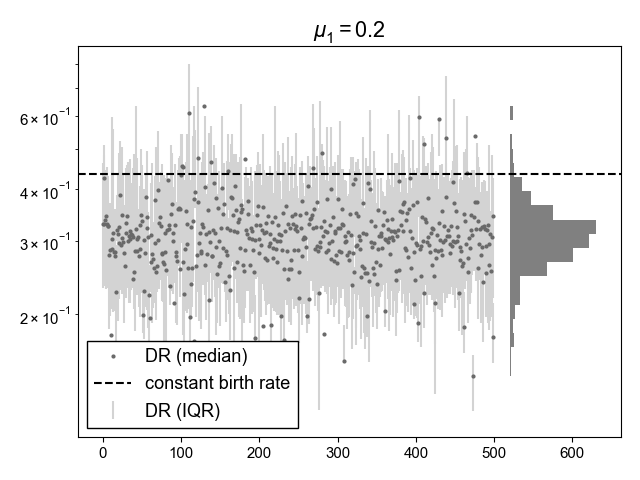 μ₁ = 0.2
6 × 10⁻¹
4 × 10⁻¹
3 × 10⁻¹
2 × 10⁻¹
DR (median)
constant birth rate
DR (IQR)
0 100 200 300 400 500 600